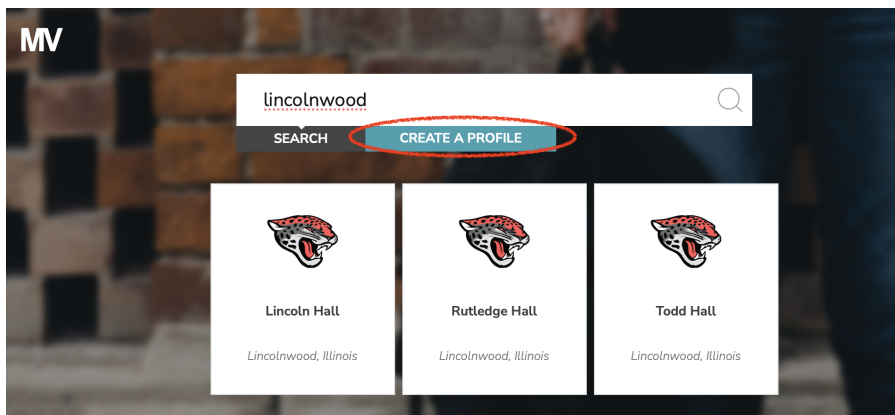 MV
lincolnwood
SEARCH
CREATE A PROFILE
Lincoln Hall
Rutledge Hall
Todd Hall
Lincolnwood, Illinois
Lincolnwood, Illinois
Lincolnwood, Illinois